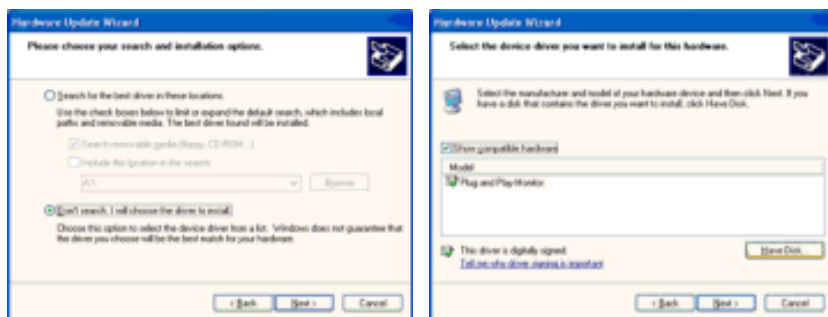 Hardware Update Wizard
Please choose your search and installation options.
Search for the best driver in these locations.
Use the check boxes below to limit or expand the default search, which includes local
paths and removable media. The best driver found will be installed.
Search removable media (floppy, CD-ROM...)
Include this location in the search:
A:\
Browse
Don't search. I will choose the driver to install.
Choose this option to select the device driver from a list. Windows does not guarantee that
the driver you choose will be the best match for your hardware.
< Back
Next >
Cancel
Hardware Update Wizard
Select the device driver you want to install for this hardware.
Select the manufacturer and model of your hardware device and then click Next. If you
have a disk that contains the driver you want to install, click Have Disk.
Show compatible hardware
Model
Plug and Play Monitor
This driver is digitally signed.
Tell me why driver signing is important
Have Disk...
< Back
Next >
Cancel